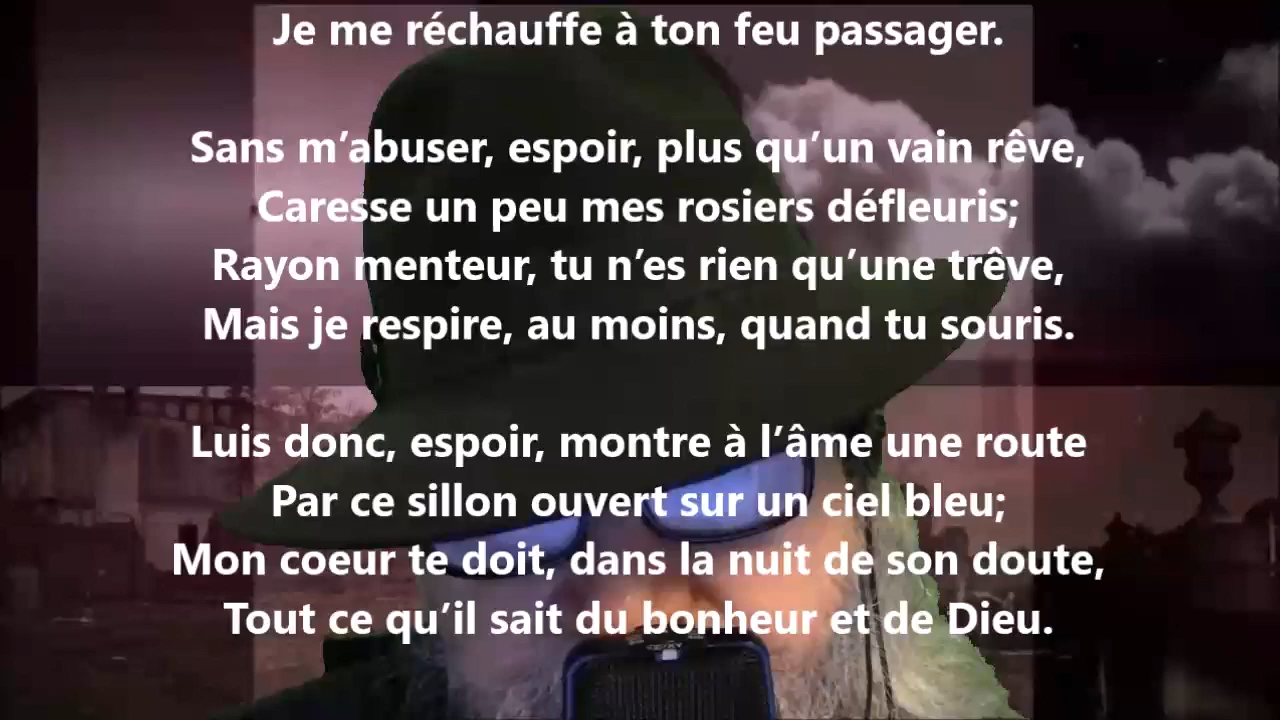 Je me réchauffe à ton feu passager.
Sans m’abuser, espoir, plus qu’un vain rêve,
Caresse un peu mes rosiers défleuris;
Rayon menteur, tu n’es rien qu’une trêve,
Mais je respire, au moins, quand tu souris.
Luis donc, espoir, montre à l’âme une route
Par ce sillon ouvert sur un ciel bleu;
Mon coeur te doit, dans la nuit de son doute,
Tout ce qu’il sait du bonheur et de Dieu.